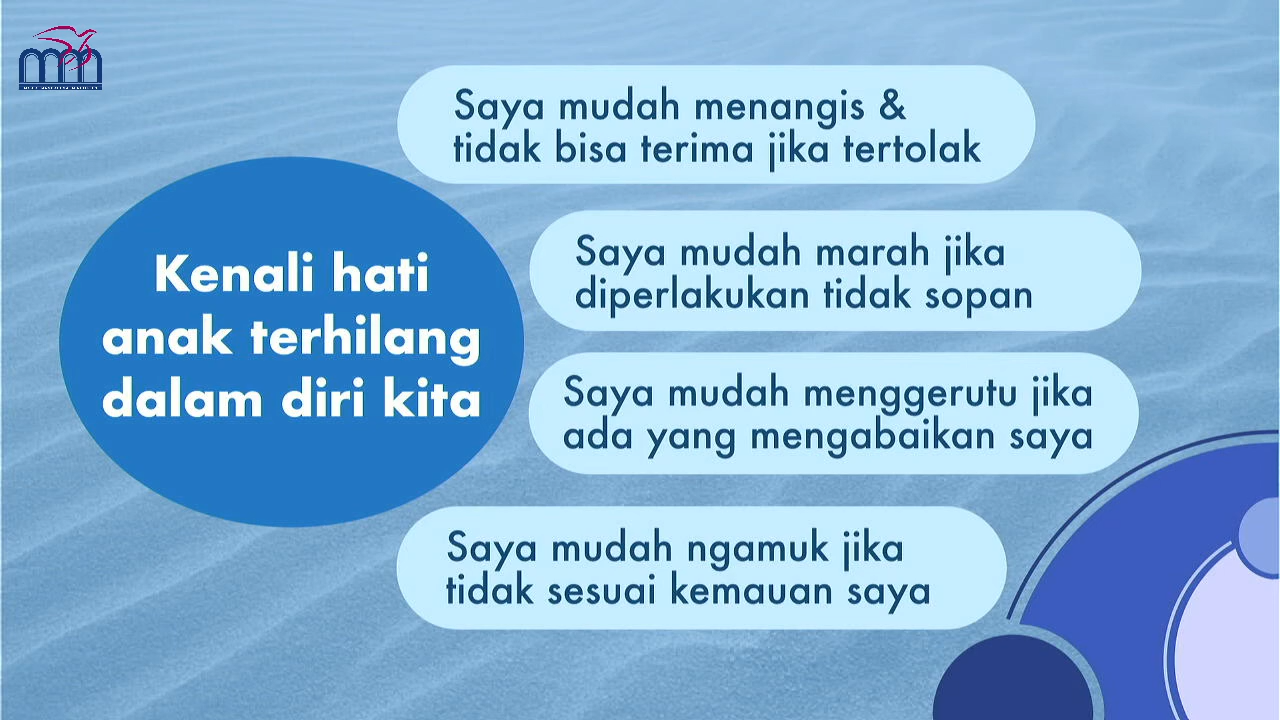 Kenali hati
anak terhilang
dalam diri kita
Saya mudah menangis &
tidak bisa terima jika tertolak
Saya mudah marah jika
diperlakukan tidak sopan
Saya mudah menggerutu jika
ada yang mengabaikan saya
Saya mudah ngamuk jika
tidak sesuai kemauan saya